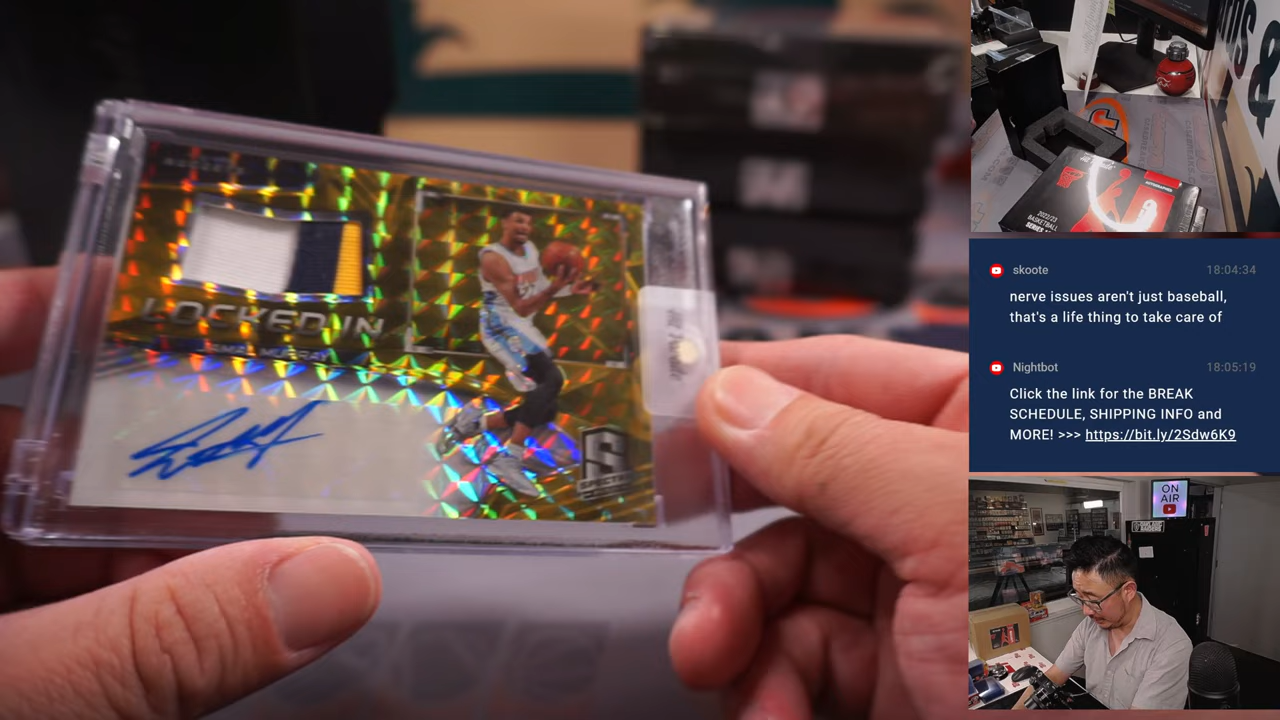 LOCKED IN
MURRAY
skoote
18:04:34
nerve issues aren't just baseball,
that's a life thing to take care of
Nightbot
18:05:19
Click the link for the BREAK
SCHEDULE, SHIPPING INFO and
MORE! >>> https://bit.ly/2Sdw6K9
ON
AIR
2022/23
BASKETBALL